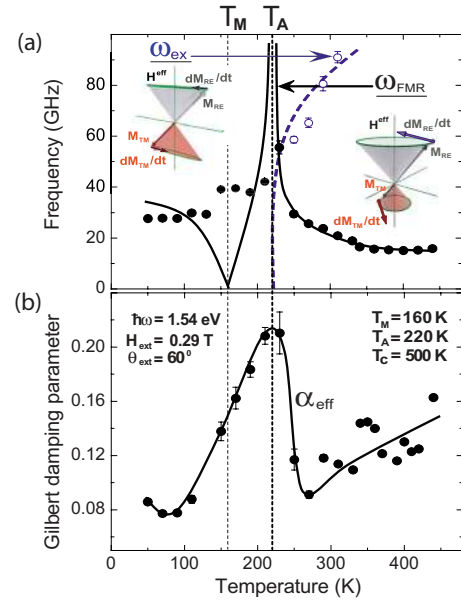 T_M T_A
(a)
ω_ex
H^eff
dM_RE/dt
M_RE
M_TM
dM_TM/dt
ω_FMR
H^eff
dM_RE/dt
M_RE
M_TM
dM_TM/dt
Frequency (GHz)
80
60
40
20
0
(b)
ħω = 1.54 eV
H_ext = 0.29 T
θ_ext = 60°
T_M = 160 K
T_A = 220 K
T_C = 500 K
α_eff
Gilbert damping parameter
0.20
0.16
0.12
0.08
0 100 200 300 400
Temperature (K)